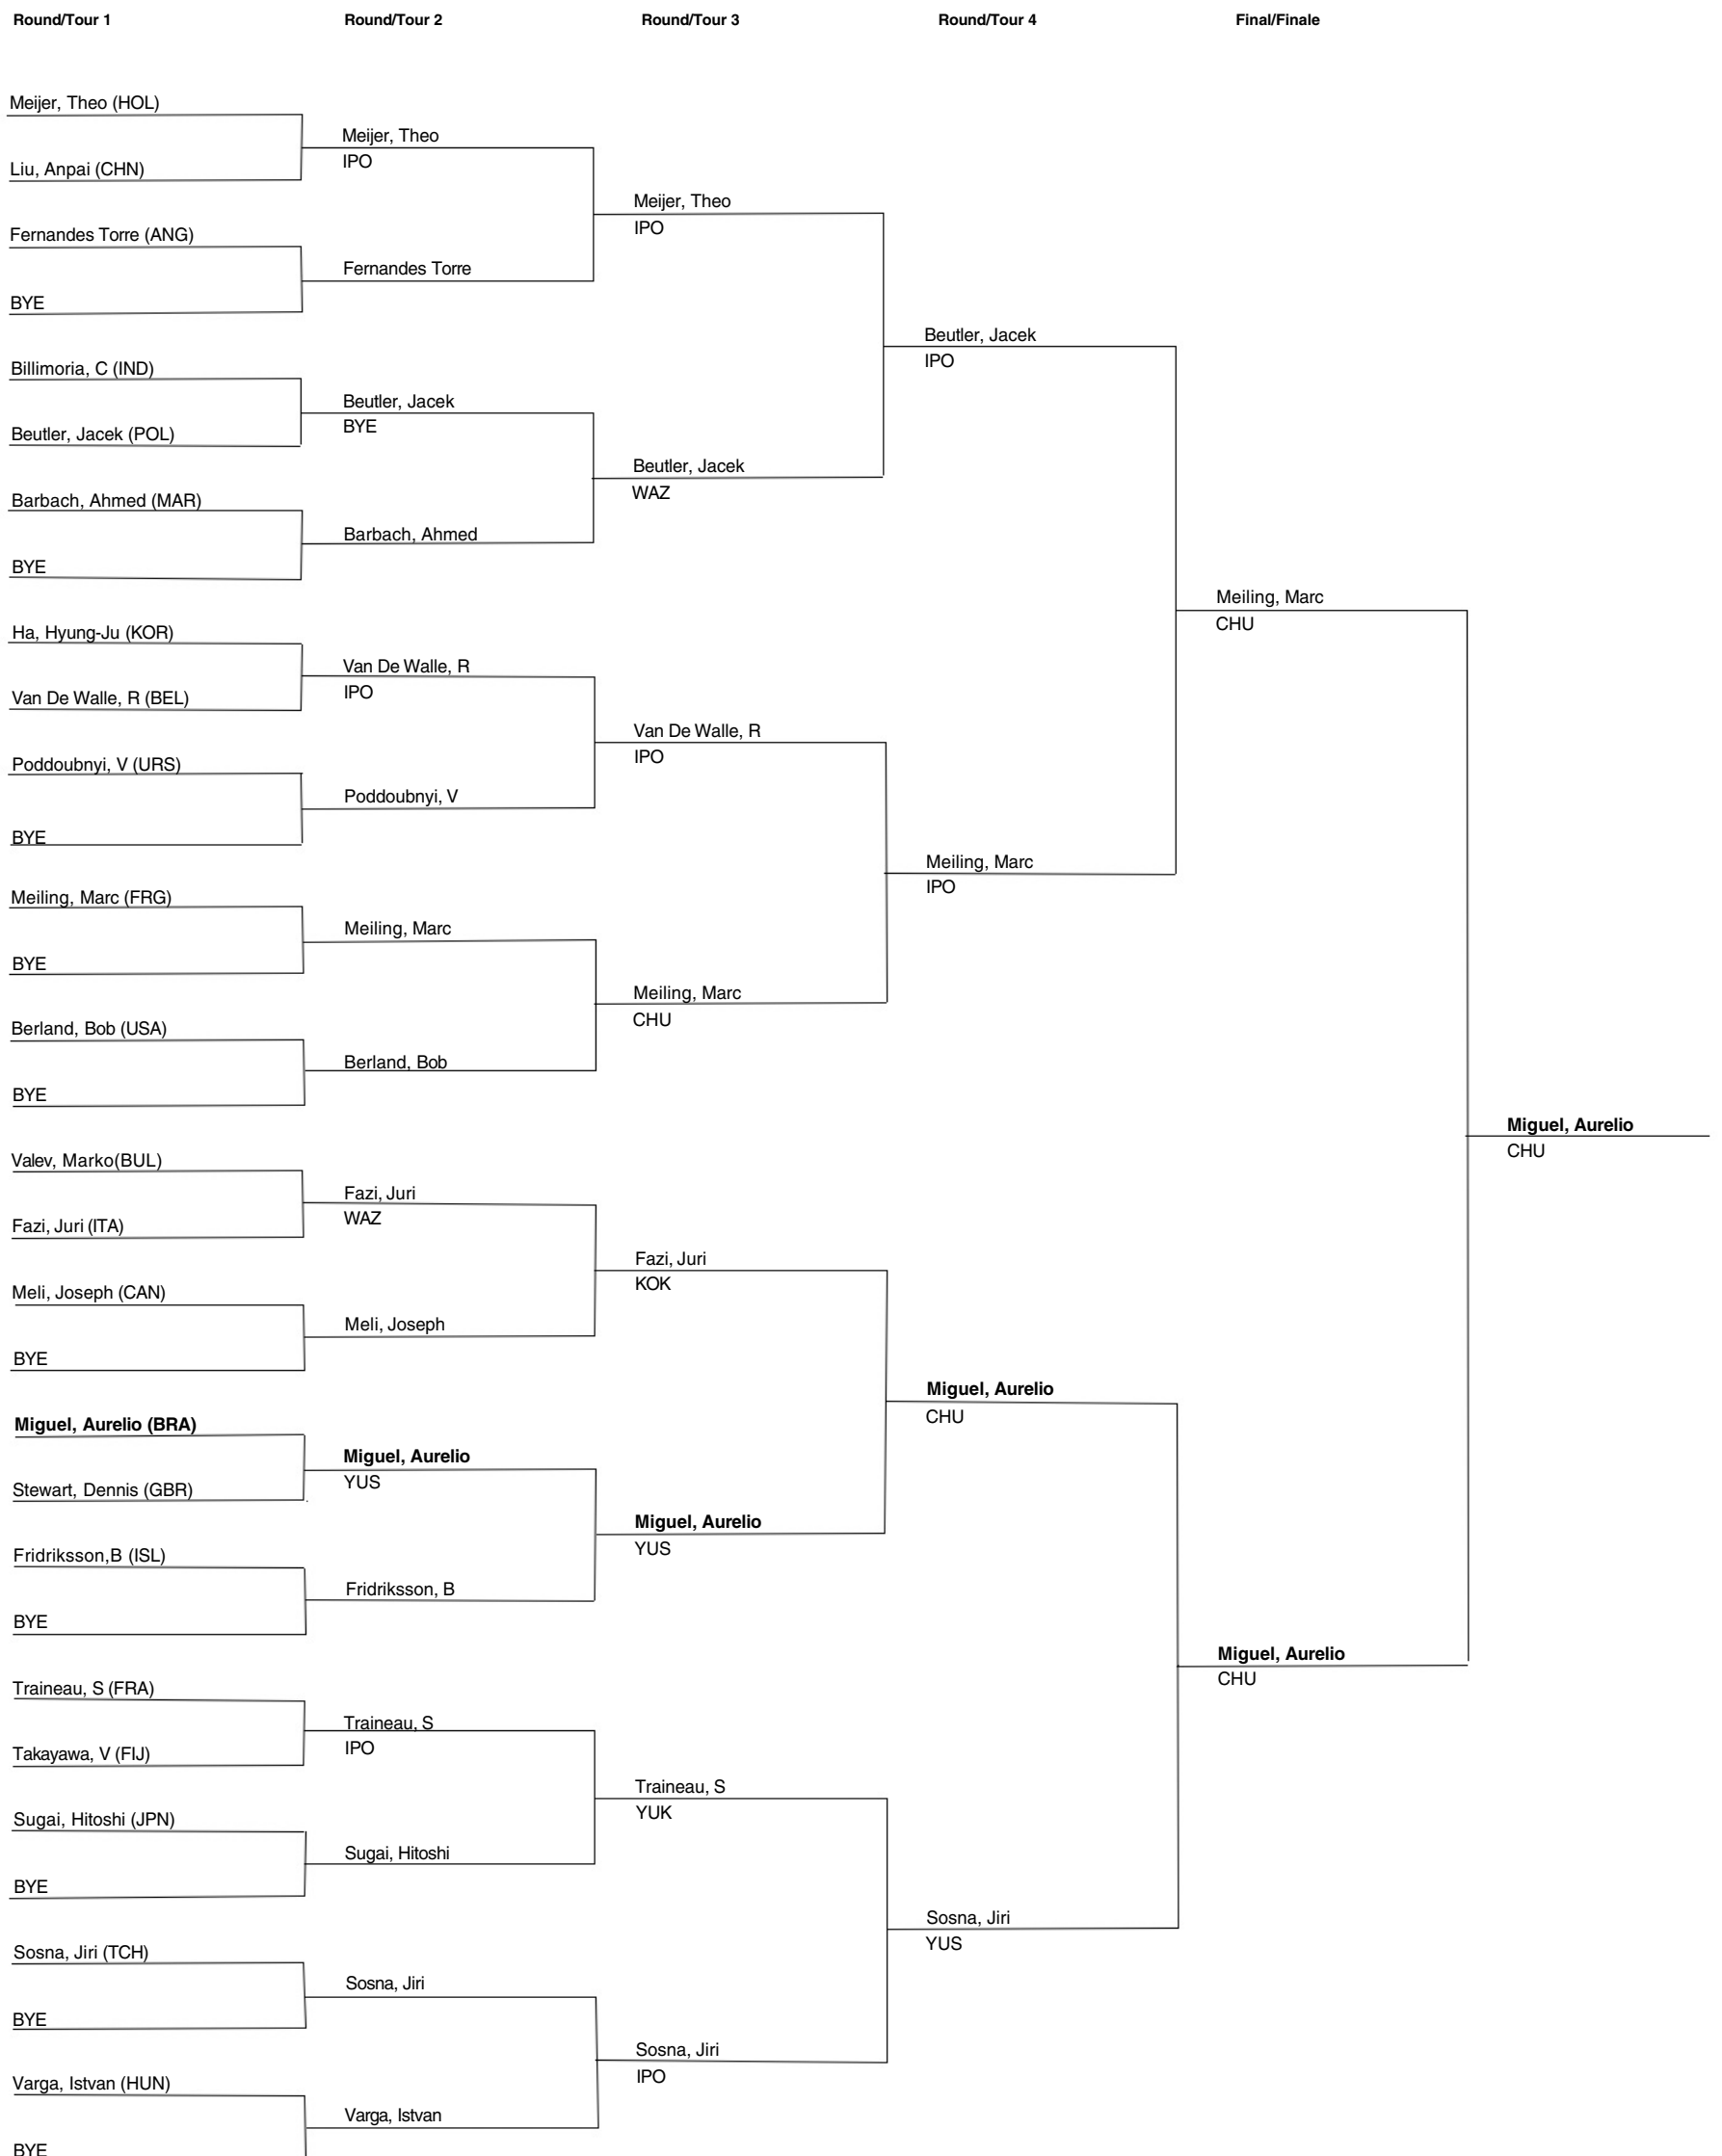 Round/Tour 1
Round/Tour 2
Round/Tour 3
Round/Tour 4
Final/Finale
Meijer, Theo (HOL)
Liu, Anpai (CHN)
Fernandes Torre (ANG)
BYE
Billimoria, C (IND)
Beutler, Jacek (POL)
Barbach, Ahmed (MAR)
BYE
Ha, Hyung-Ju (KOR)
Van De Walle, R (BEL)
Poddoubnyi, V (URS)
BYE
Meiling, Marc (FRG)
BYE
Berland, Bob (USA)
BYE
Valev, Marko(BUL)
Fazi, Juri (ITA)
Meli, Joseph (CAN)
BYE
Miguel, Aurelio (BRA)
Stewart, Dennis (GBR)
Fridriksson,B (ISL)
BYE
Traineau, S (FRA)
Takayawa, V (FIJ)
Sugai, Hitoshi (JPN)
BYE
Sosna, Jiri (TCH)
BYE
Varga, Istvan (HUN)
BYE
Meijer, Theo
IPO
Fernandes Torre
Beutler, Jacek
BYE
Barbach, Ahmed
Van De Walle, R
IPO
Poddoubnyi, V
Meiling, Marc
Berland, Bob
Fazi, Juri
WAZ
Meli, Joseph
Miguel, Aurelio
YUS
Fridriksson, B
Traineau, S
IPO
Sugai, Hitoshi
Sosna, Jiri
Varga, Istvan
Meijer, Theo
IPO
Beutler, Jacek
WAZ
Van De Walle, R
IPO
Meiling, Marc
CHU
Fazi, Juri
KOK
Miguel, Aurelio
YUS
Traineau, S
YUK
Sosna, Jiri
IPO
Beutler, Jacek
IPO
Meiling, Marc
IPO
Miguel, Aurelio
CHU
Sosna, Jiri
YUS
Meiling, Marc
CHU
Miguel, Aurelio
CHU
Miguel, Aurelio
CHU